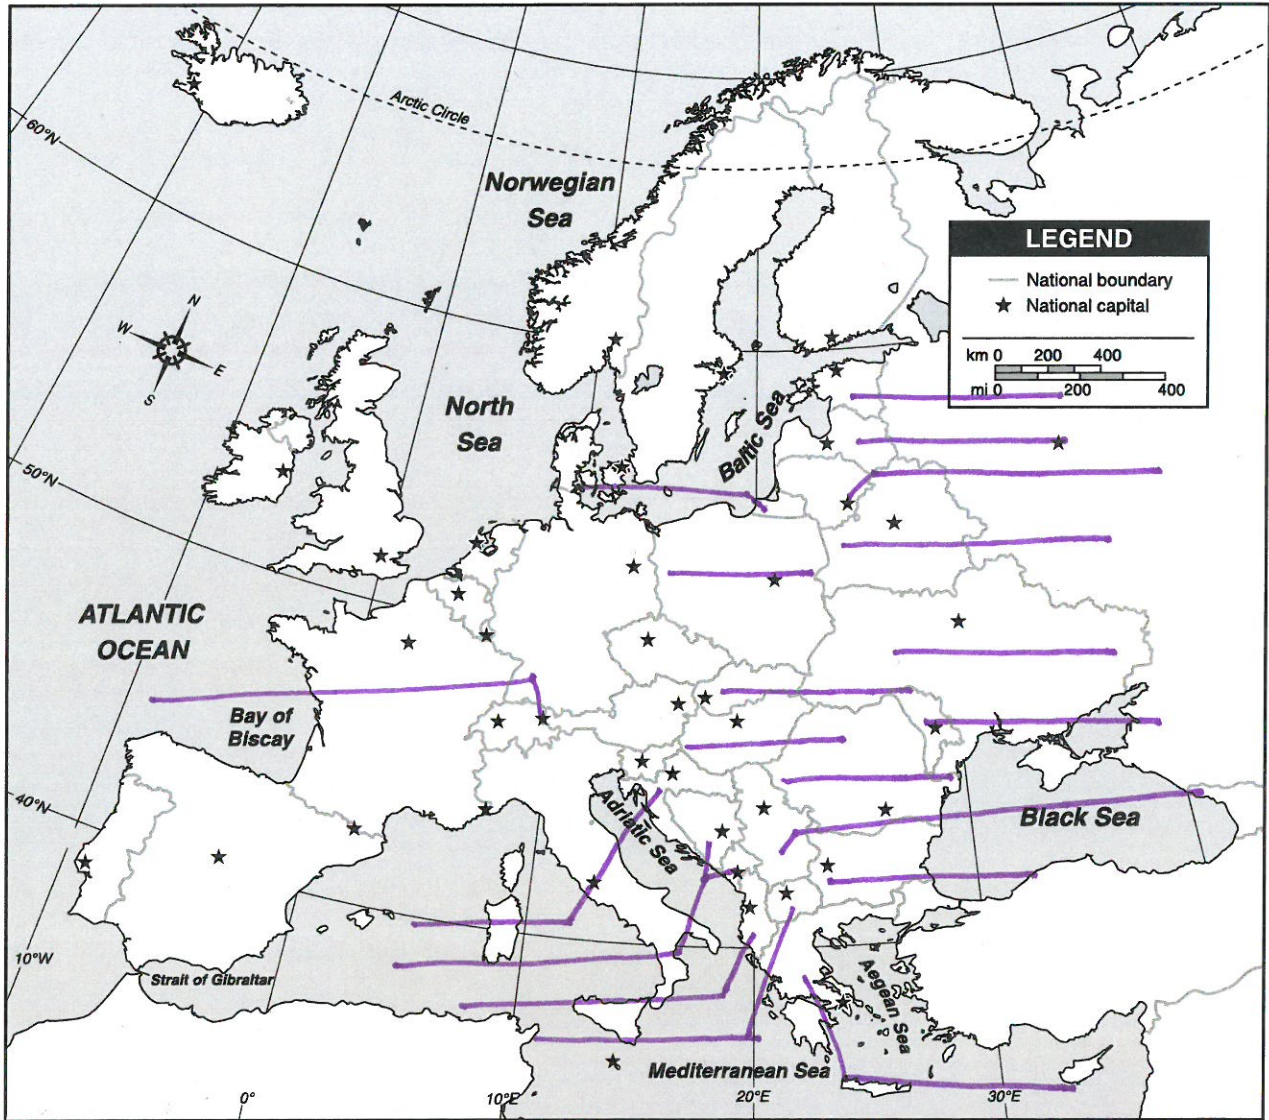 Arctic Circle
60°N
Norwegian
Sea
LEGEND
National boundary
National capital
km 0 200 400
mi 0 200 400
N
W
E
S
North
Sea
Baltic Sea
50°N
ATLANTIC
OCEAN
Bay of
Biscay
40°N
Adriatic Sea
Black Sea
10°W
Strait of Gibraltar
Aegean Sea
Mediterranean Sea
0°
10°E
20°E
30°E